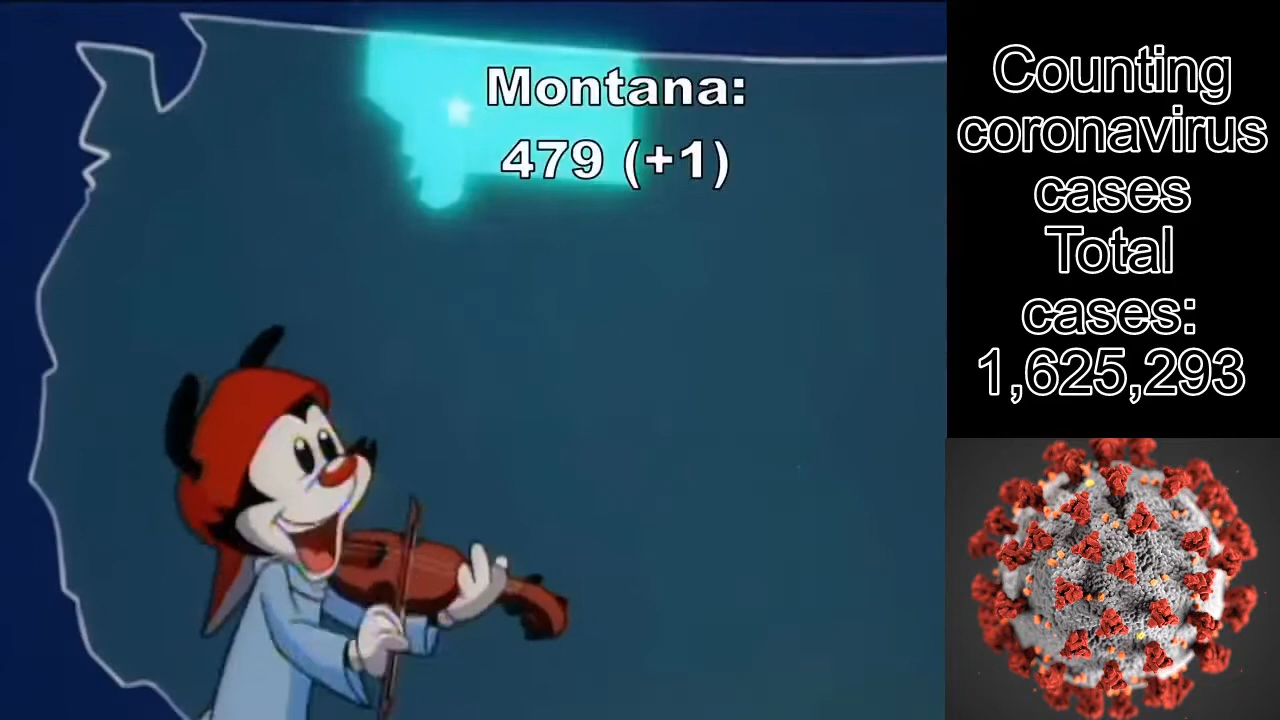 Montana:
479 (+1)
Counting
coronavirus
cases
Total
cases:
1,625,293